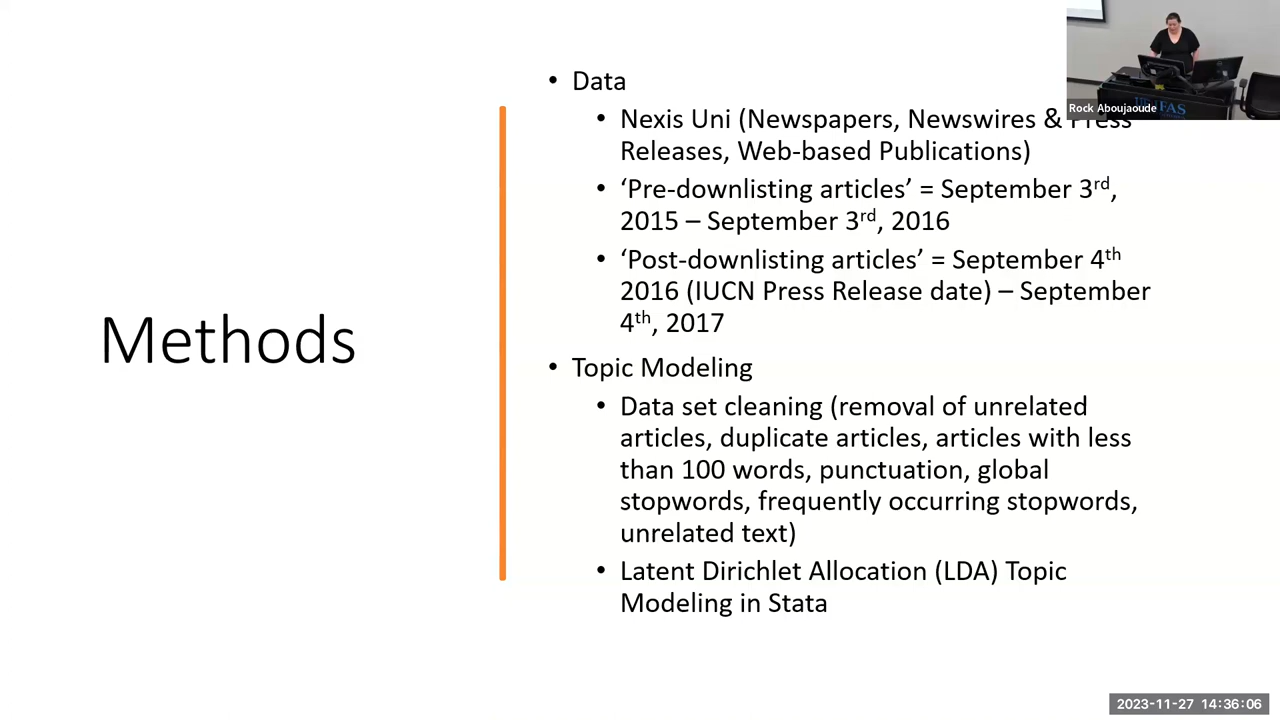 • Data
• Nexis Uni (Newspapers, Newswires & Press
Releases, Web-based Publications)
• ‘Pre-downlisting articles’ = September 3rd,
2015 – September 3rd, 2016
• ‘Post-downlisting articles’ = September 4th
2016 (IUCN Press Release date) – September
4th, 2017
Methods
• Topic Modeling
• Data set cleaning (removal of unrelated
articles, duplicate articles, articles with less
than 100 words, punctuation, global
stopwords, frequently occurring stopwords,
unrelated text)
• Latent Dirichlet Allocation (LDA) Topic
Modeling in Stata
Rock Aboujaoude
2023-11-27 14:36:06